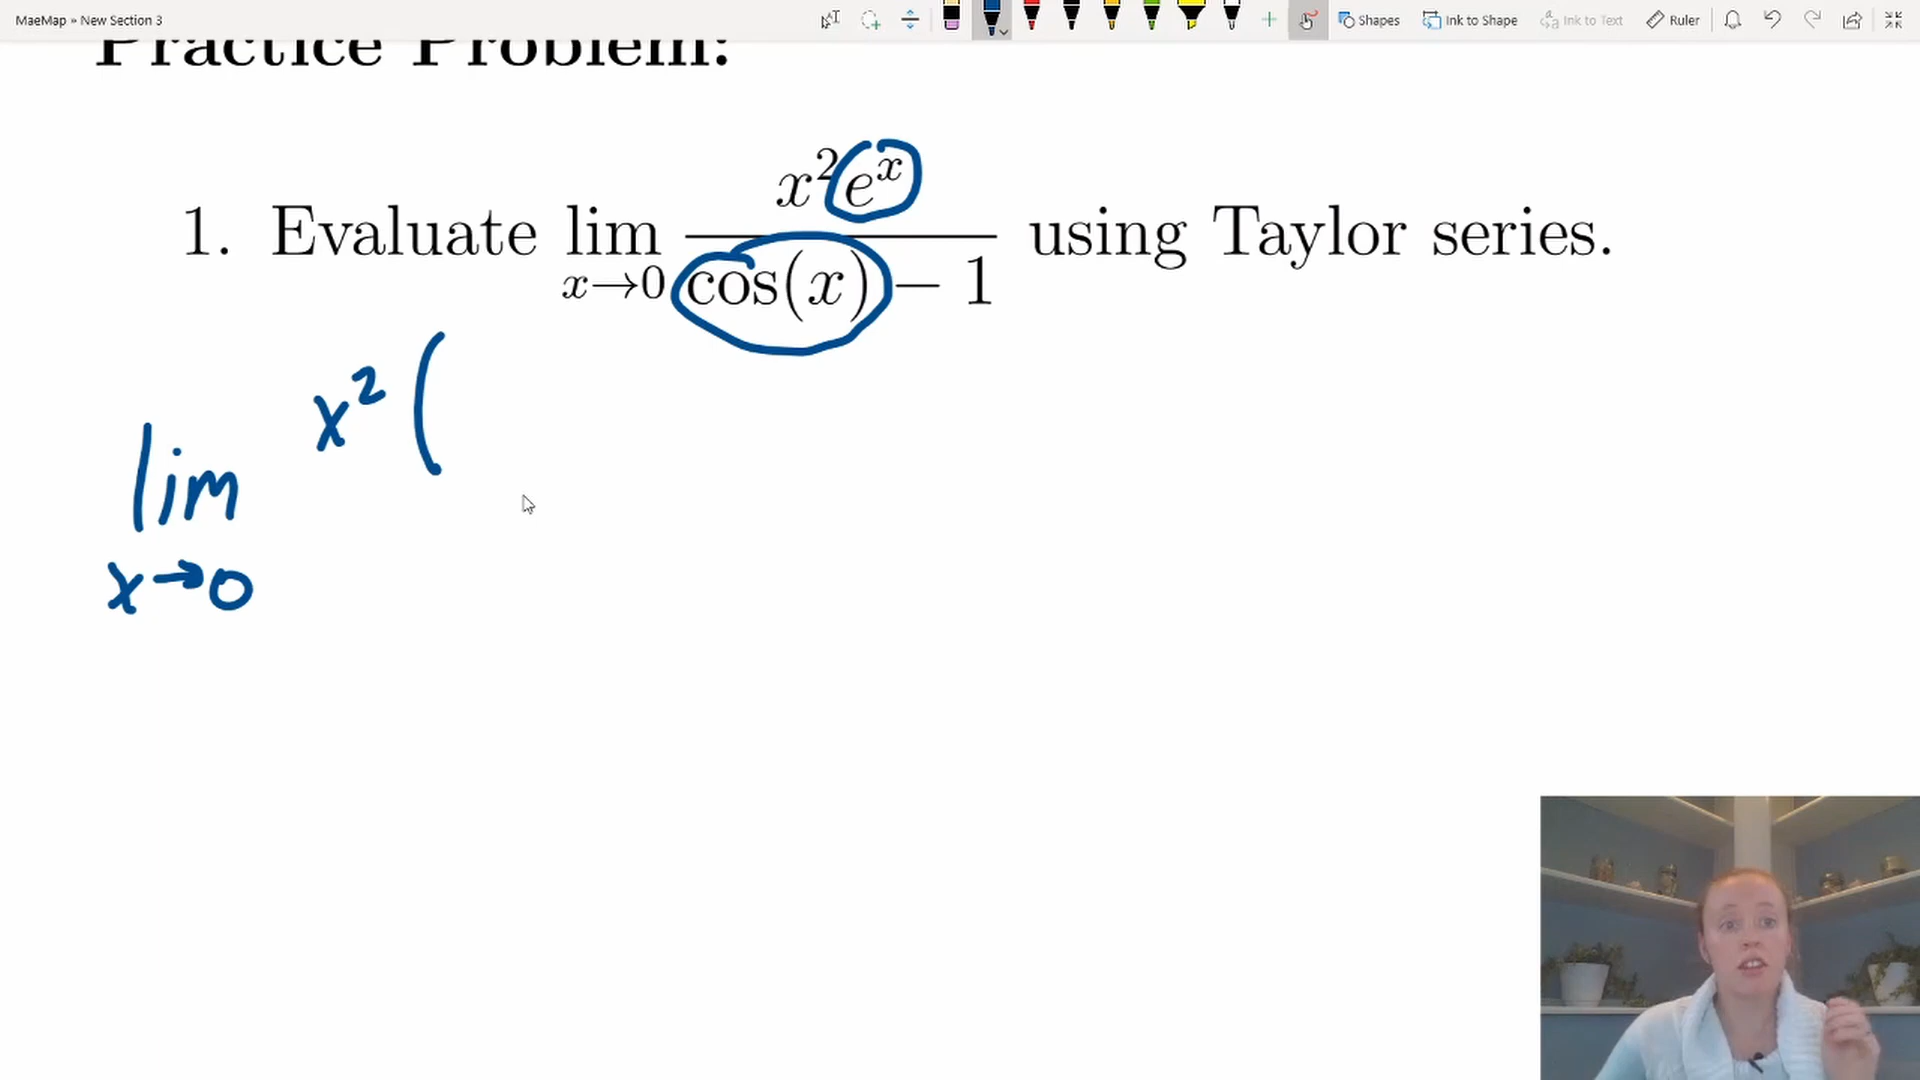 MaeMap » New Section 3
Shapes Ink to Shape Ink to Text Ruler
Practice Problem:
1. Evaluate lim x→0 x²eˣ / cos(x) − 1 using Taylor series.
lim x→0 x² (